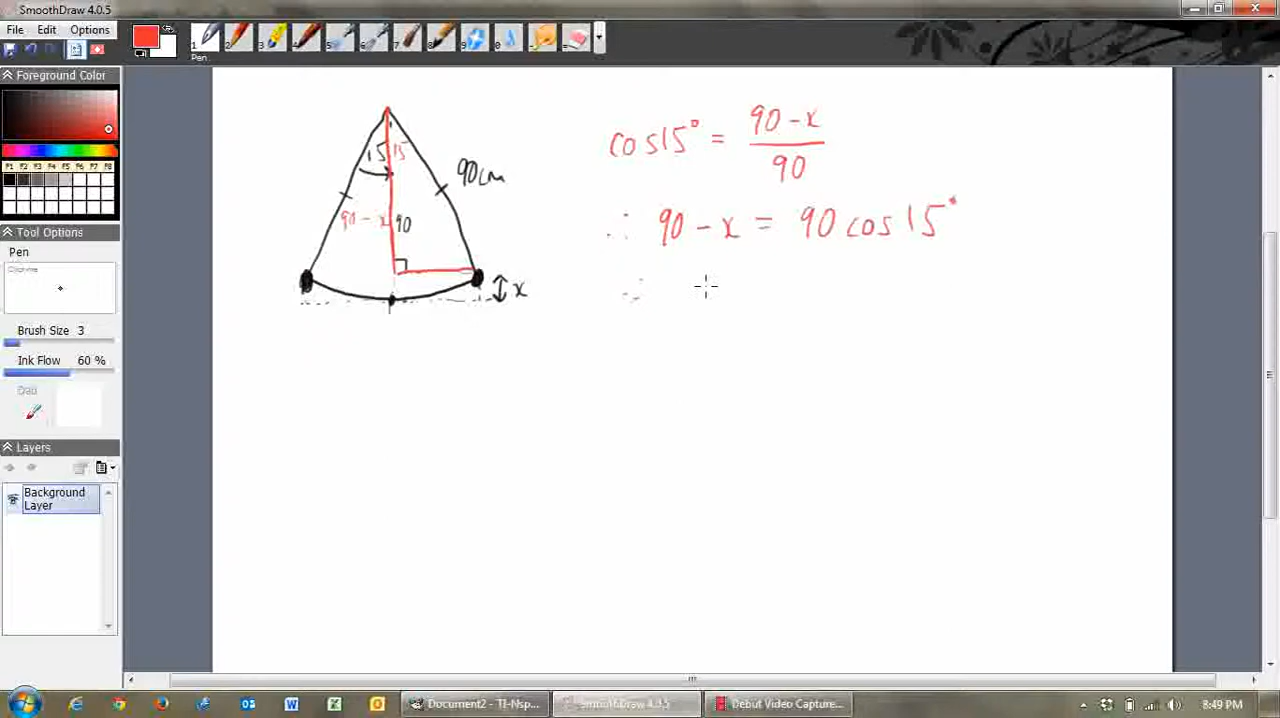 SmoothDraw 4.0.5
File Edit Options
Pen
Foreground Color
Tool Options
Pen
Brush Size 3
Ink Flow 60 %
Layers
Background
Layer
15 15
90cm
90 - x 90
x
cos15° = 90 - x
90
∴ 90 - x = 90 cos 15°
∴
Document2 - TI-Nsp...
SmoothDraw 4.0.5
Debut Video Capture...
8:49 PM